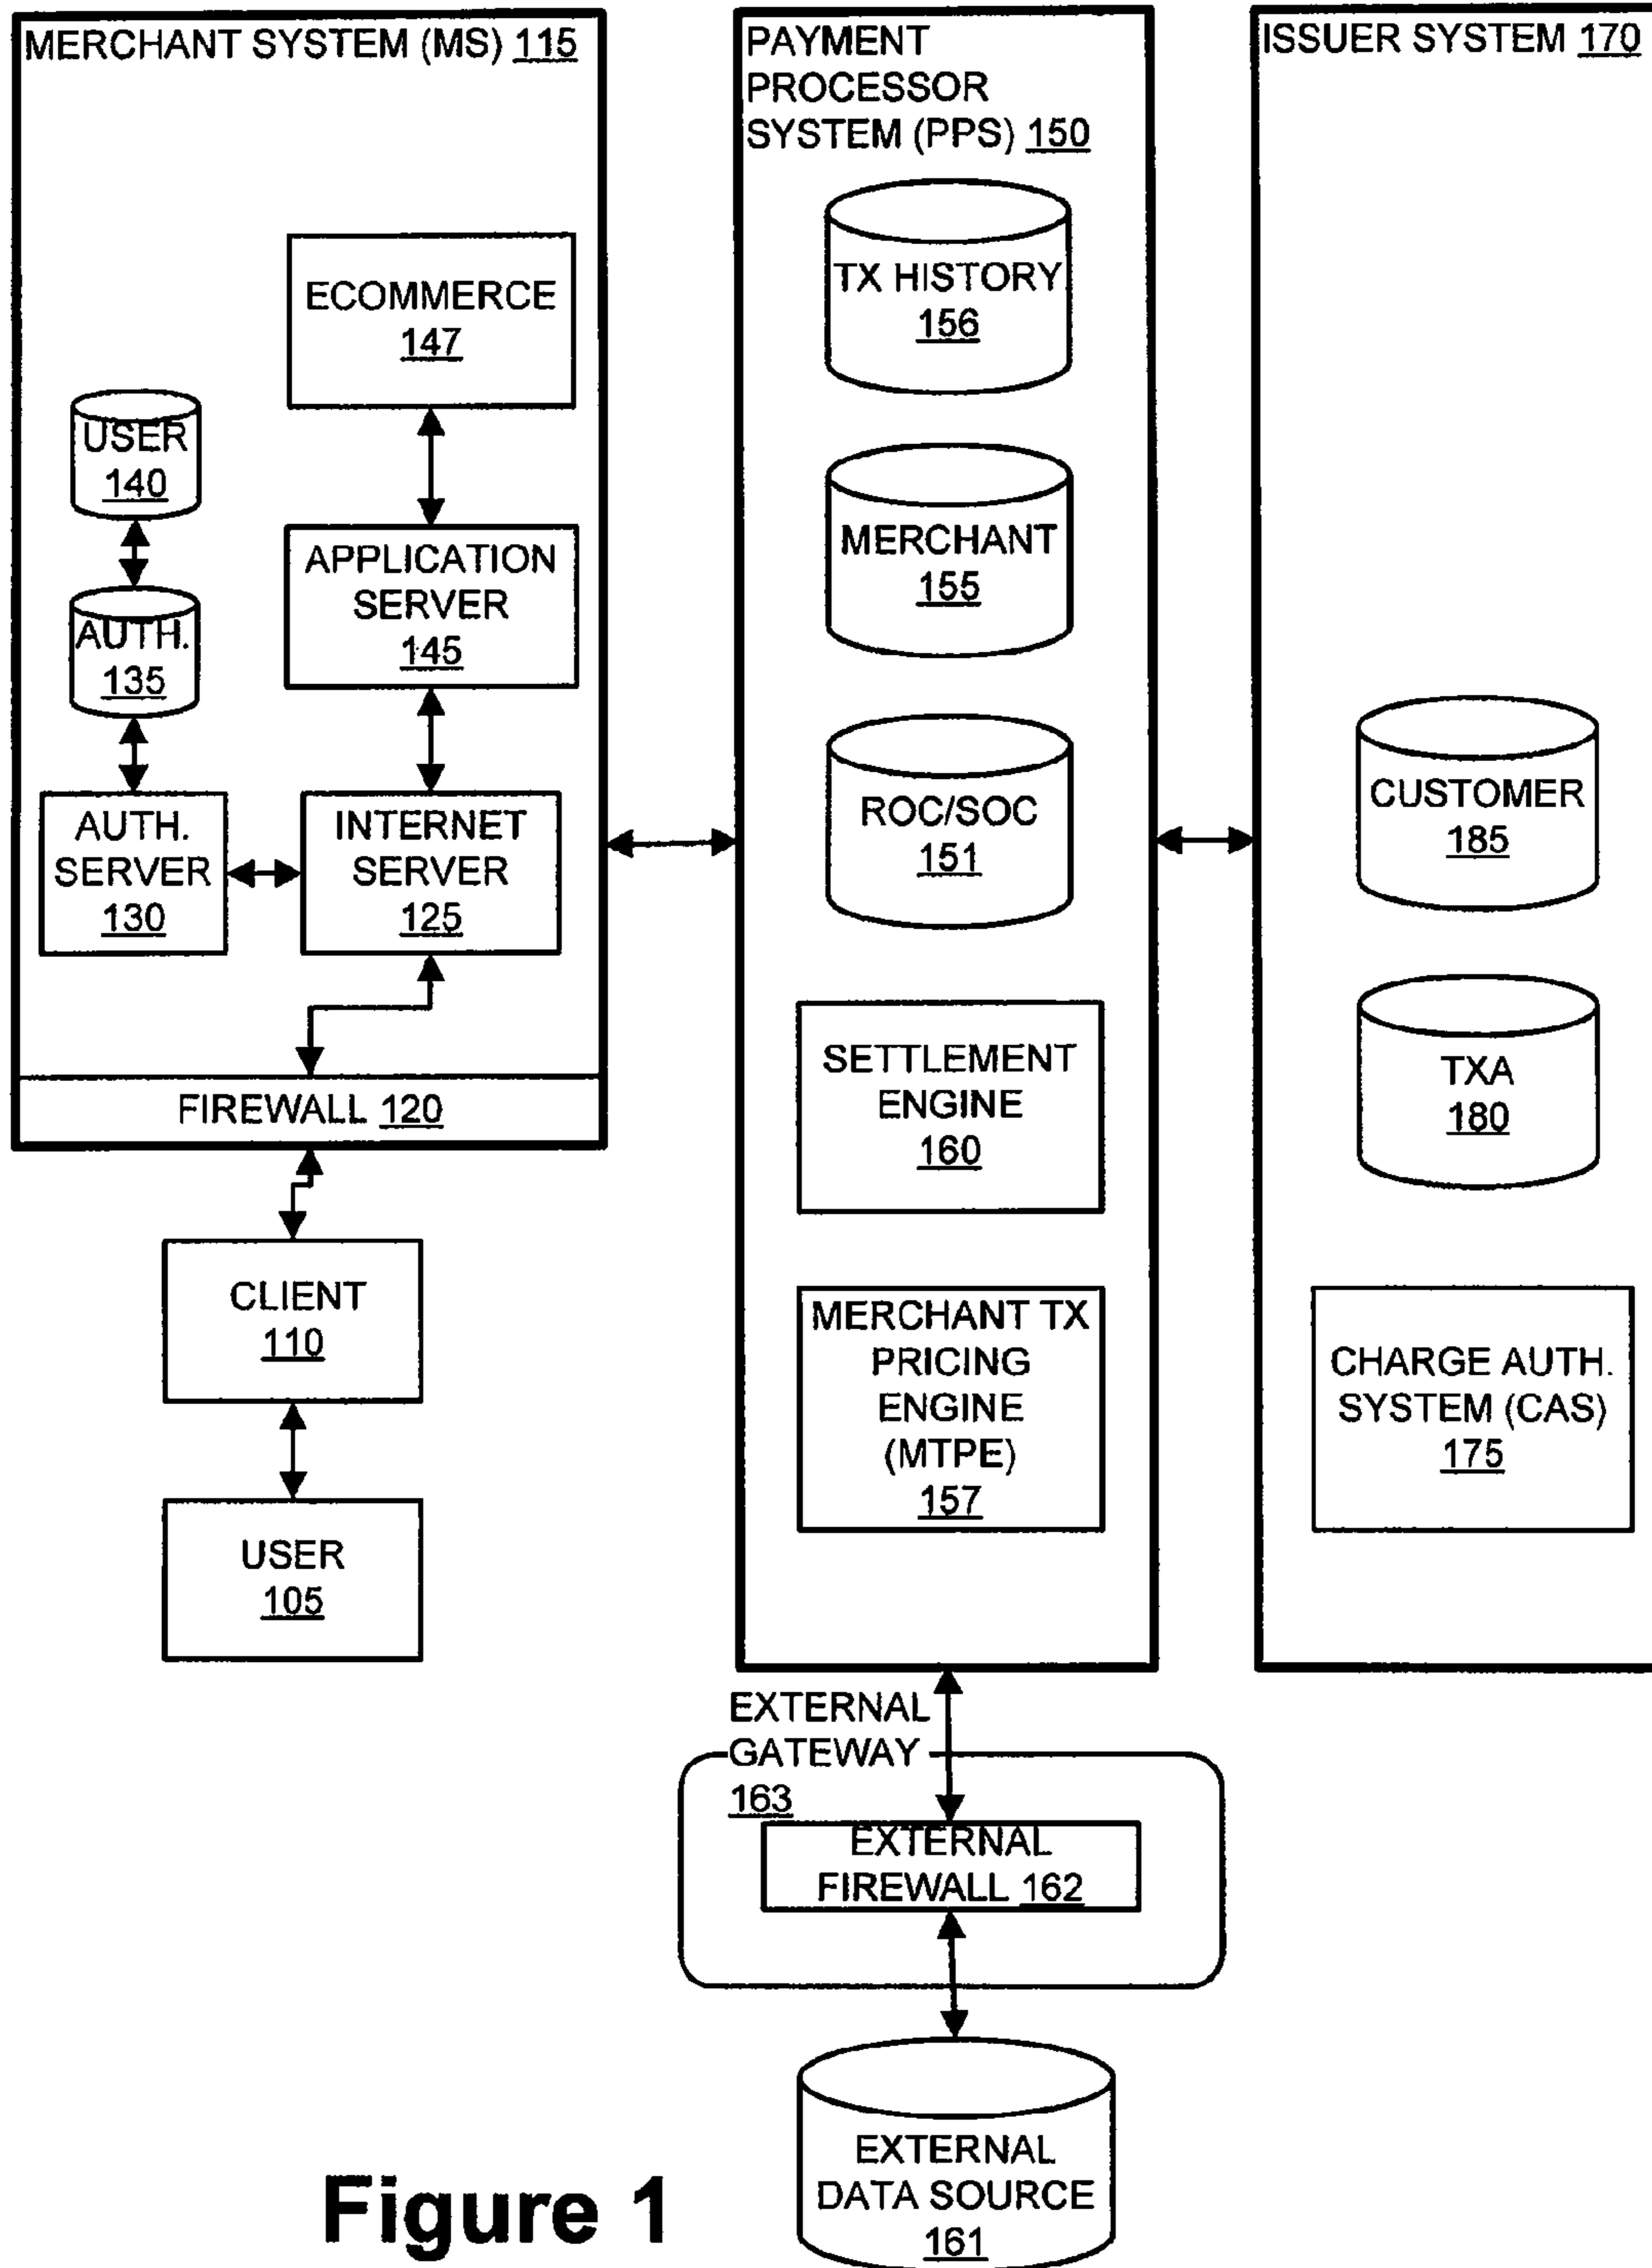 MERCHANT SYSTEM (MS) 115
ECOMMERCE
147
USER
140
APPLICATION
SERVER
145
AUTH.
135
AUTH.
SERVER
130
INTERNET
SERVER
125
FIREWALL 120
CLIENT
110
USER
105
PAYMENT
PROCESSOR
SYSTEM (PPS) 150
TX HISTORY
156
MERCHANT
155
ROC/SOC
151
SETTLEMENT
ENGINE
160
MERCHANT TX
PRICING
ENGINE
(MTPE)
157
ISSUER SYSTEM 170
CUSTOMER
185
TXA
180
CHARGE AUTH.
SYSTEM (CAS)
175
EXTERNAL
GATEWAY
163
EXTERNAL
FIREWALL 162
EXTERNAL
DATA SOURCE
161
Figure 1